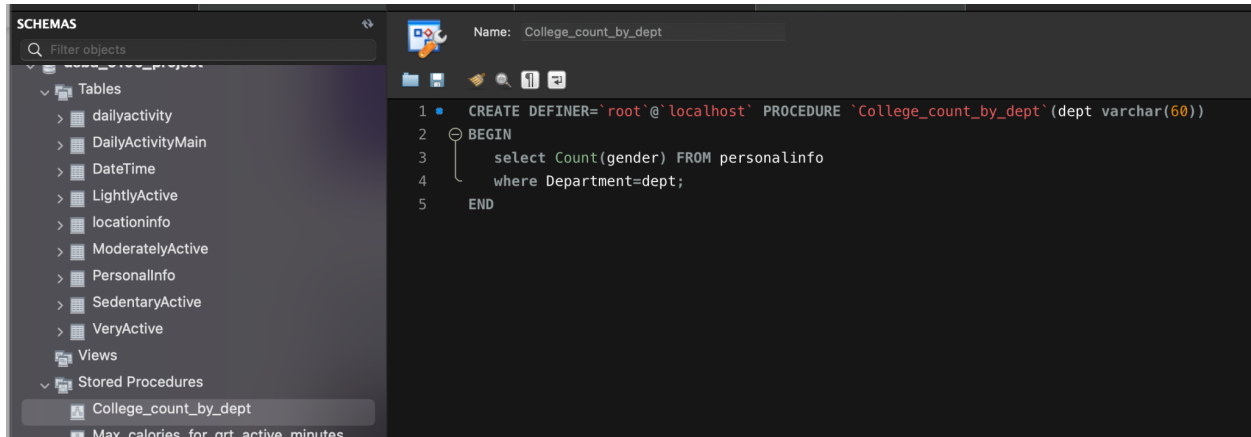 SCHEMAS
Filter objects
Tables
dailyactivity
DailyActivityMain
DateTime
LightlyActive
locationinfo
ModeratelyActive
PersonalInfo
SedentaryActive
VeryActive
Views
Stored Procedures
College_count_by_dept
Max_calories_for_grt_active_minutes
Name: College_count_by_dept
1 CREATE DEFINER=`root`@`localhost` PROCEDURE `College_count_by_dept`(dept varchar(60))
2 BEGIN
3 select Count(gender) FROM personalinfo
4 where Department=dept;
5 END